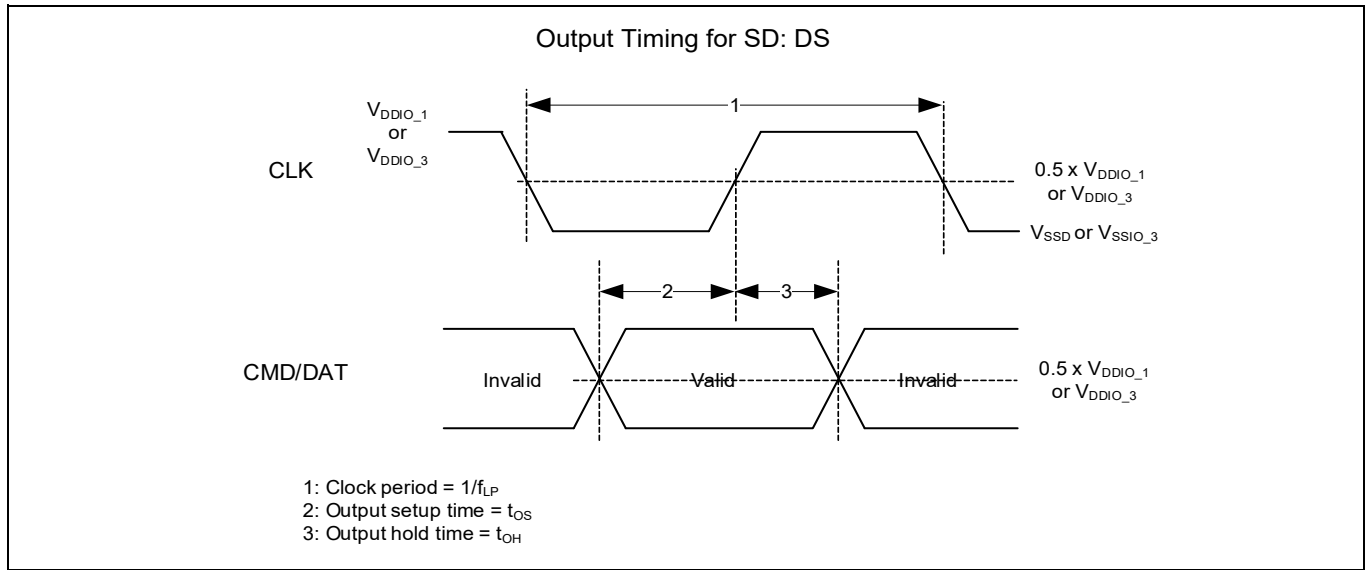 Output Timing for SD: DS
1
VDDIO_1
or
VDDIO_3
CLK
0.5 x VDDIO_1
or VDDIO_3
VSSD or VSSIO_3
2
3
CMD/DAT
Invalid
Valid
Invalid
0.5 x VDDIO_1
or VDDIO_3
1: Clock period = 1/fLP
2: Output setup time = tOS
3: Output hold time = tOH